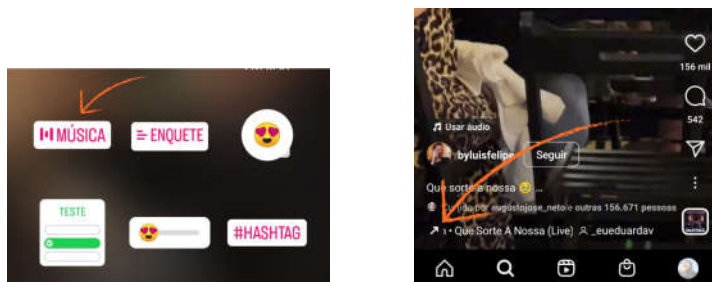 MÚSICA
ENQUETE
TESTE
#HASHTAG
156 mil
Usar áudio
542
byluisfelipe
Seguir
Que sorte a nossa 🥹 ...
por augustojose_neto e outras 156.671 pessoas
• Que Sorte A Nossa (Live) _eueduardav